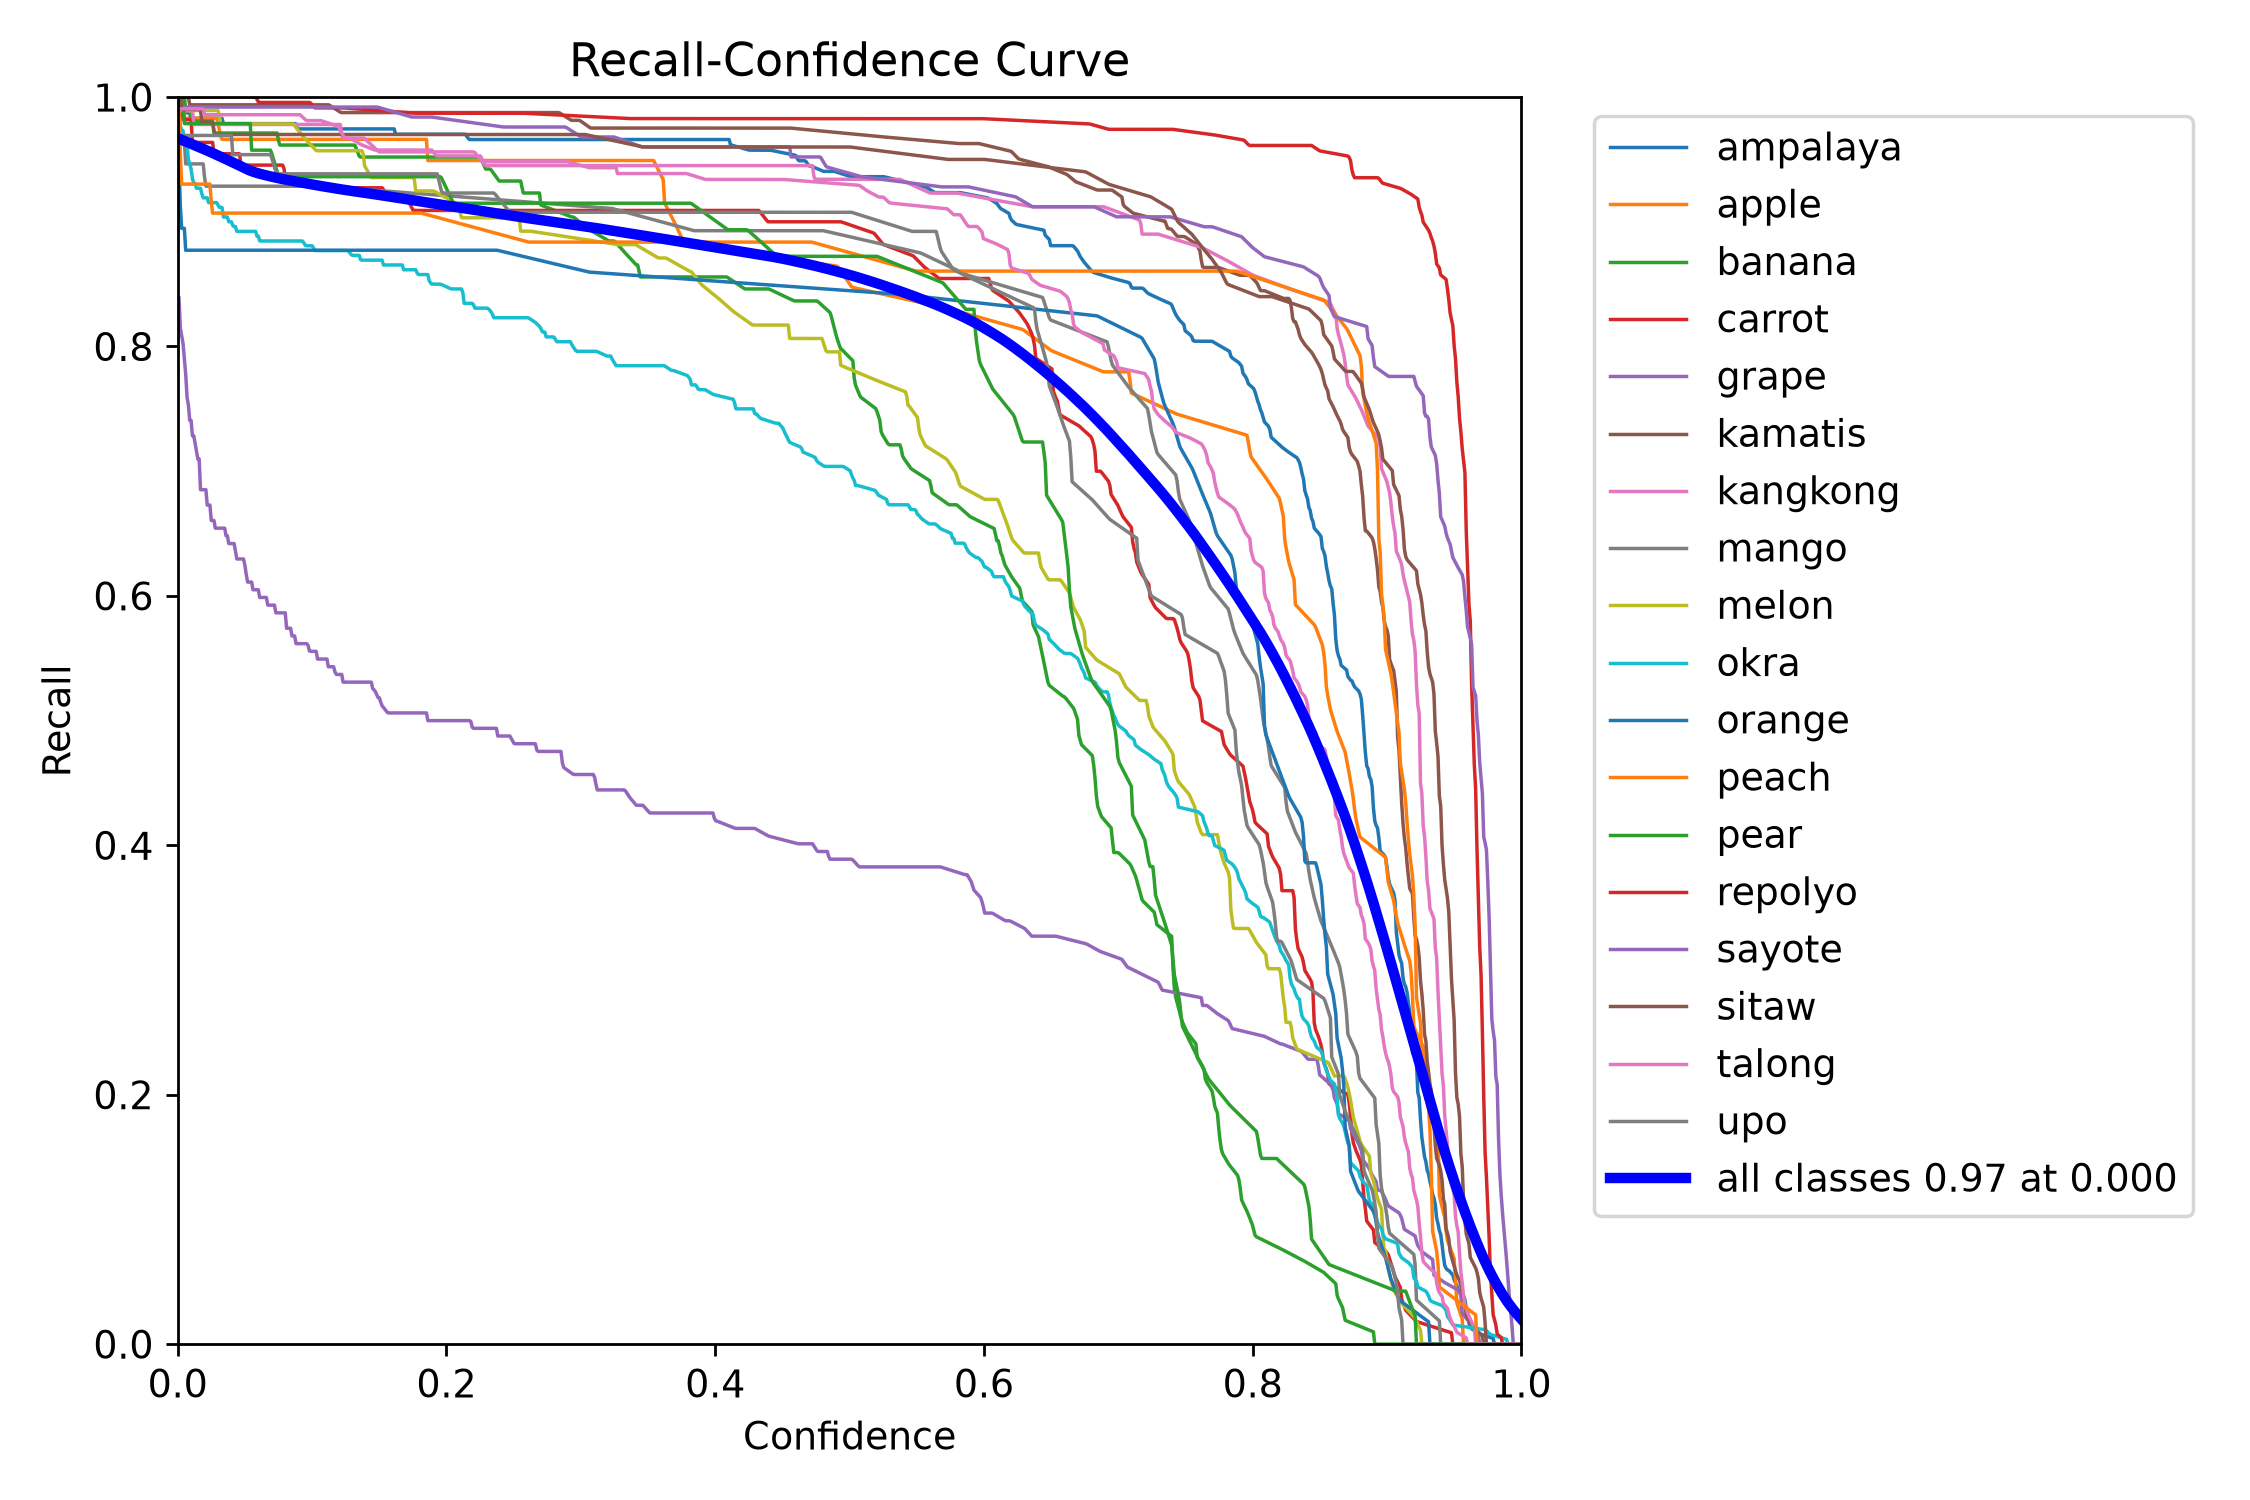 Recall-Confidence Curve
1.0
0.8
0.6
0.4
0.2
0.0
Recall
0.0 0.2 0.4 0.6 0.8 1.0
Confidence
ampalaya
apple
banana
carrot
grape
kamatis
kangkong
mango
melon
okra
orange
peach
pear
repolyo
sayote
sitaw
talong
upo
all classes 0.97 at 0.000